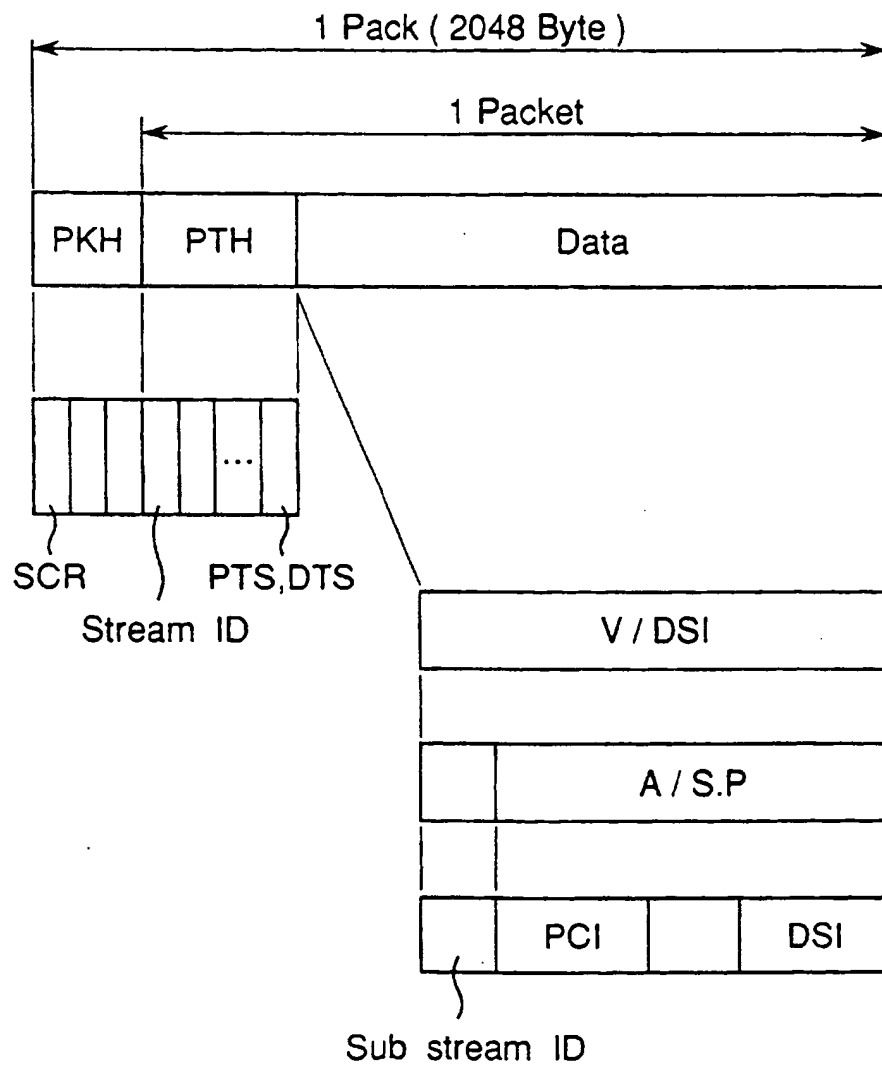 1 Pack ( 2048 Byte )
1 Packet
PKH PTH Data
...
SCR PTS,DTS
Stream ID
V / DSI
A / S.P
PCI DSI
Sub stream ID